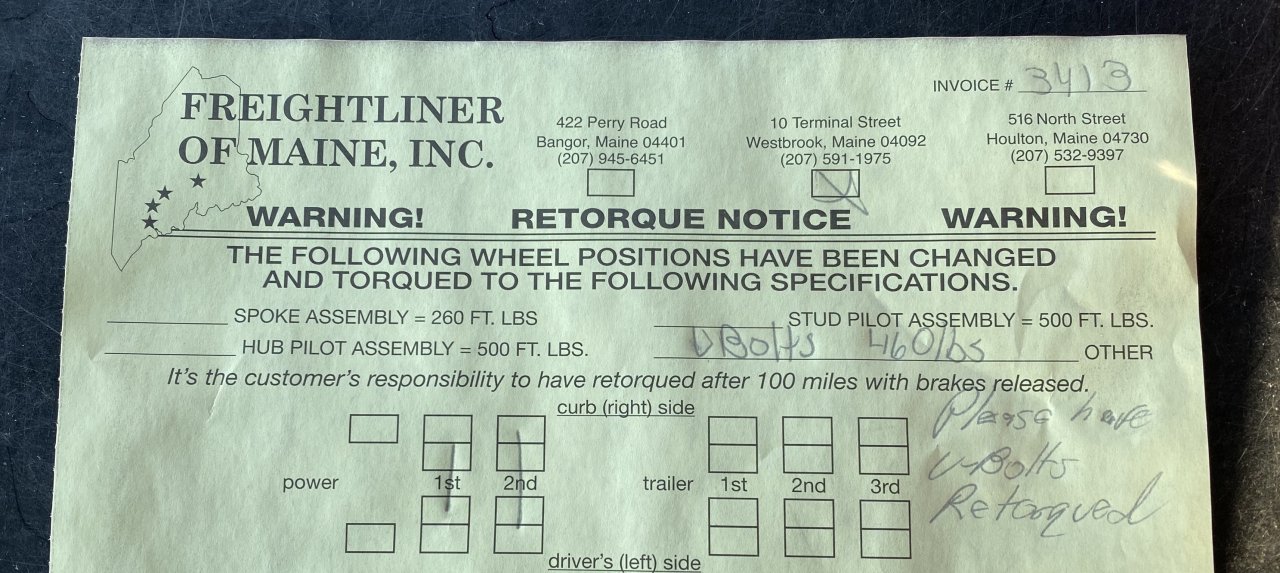 INVOICE # 3413
FREIGHTLINER
OF MAINE, INC.
422 Perry Road
Bangor, Maine 04401
(207) 945-6451
10 Terminal Street
Westbrook, Maine 04092
(207) 591-1975
516 North Street
Houlton, Maine 04730
(207) 532-9397
WARNING! RETORQUE NOTICE WARNING!
THE FOLLOWING WHEEL POSITIONS HAVE BEEN CHANGED
AND TORQUED TO THE FOLLOWING SPECIFICATIONS.
SPOKE ASSEMBLY = 260 FT. LBS
STUD PILOT ASSEMBLY = 500 FT. LBS.
HUB PILOT ASSEMBLY = 500 FT. LBS.
U Bolts 460lbs OTHER
It's the customer's responsibility to have retorqued after 100 miles with brakes released.
curb (right) side
Please have
U-Bolts
Retorqued
power 1st 2nd trailer 1st 2nd 3rd
driver's (left) side